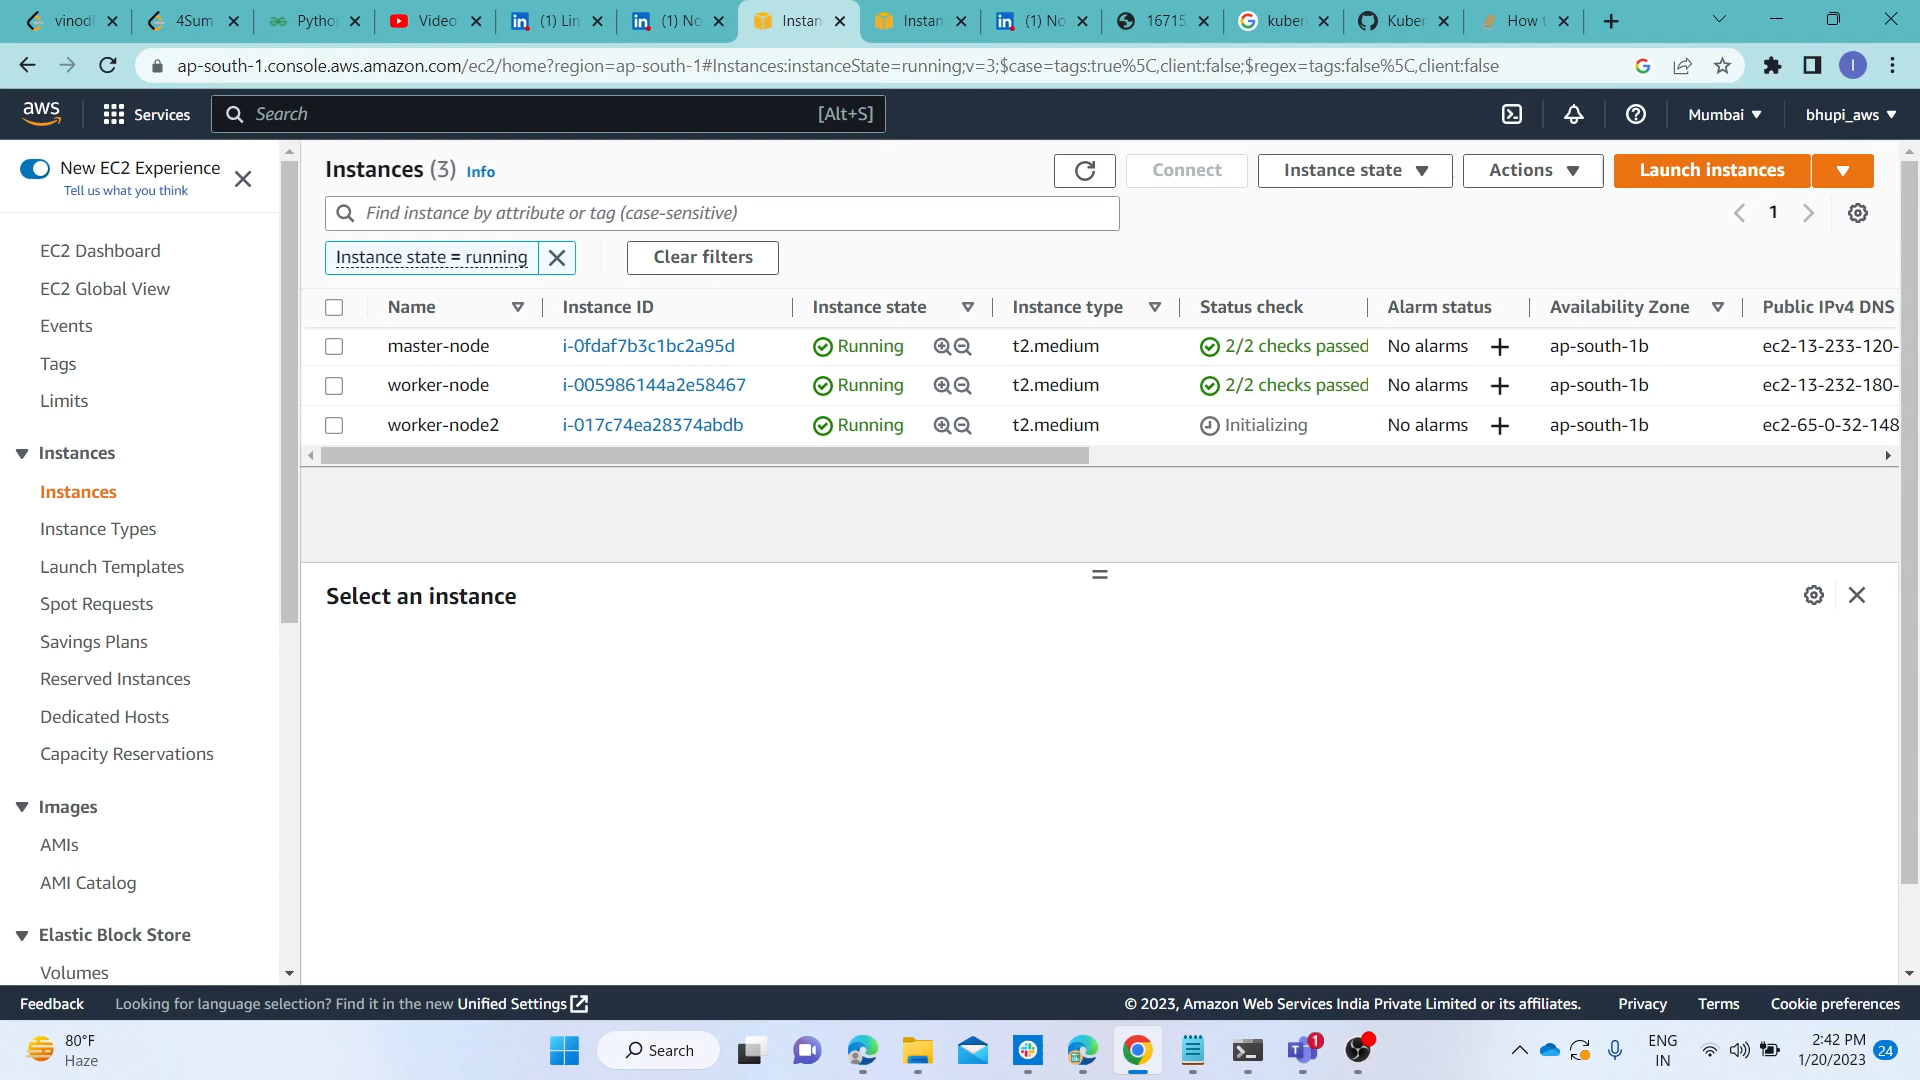 vinod
4Sum
Pytho
Video
(1) Lin
(1) No
Instan
Instan
(1) No
16715
kuber
Kuber
How t
ap-south-1.console.aws.amazon.com/ec2/home?region=ap-south-1#Instances:instanceState=running;v=3;$case=tags:true%5C,client:false;$regex=tags:false%5C,client:false
I
aws
Services
Search
[Alt+S]
Mumbai
bhupi_aws
New EC2 Experience
Tell us what you think
EC2 Dashboard
EC2 Global View
Events
Tags
Limits
Instances
Instances
Instance Types
Launch Templates
Spot Requests
Savings Plans
Reserved Instances
Dedicated Hosts
Capacity Reservations
Images
AMIs
AMI Catalog
Elastic Block Store
Volumes
Instances (3) Info
Connect
Instance state
Actions
Launch instances
Find instance by attribute or tag (case-sensitive)
1
Instance state = running
Clear filters
Name Instance ID Instance state Instance type Status check Alarm status Availability Zone Public IPv4 DNS
master-node i-0fdaf7b3c1bc2a95d Running t2.medium 2/2 checks passed No alarms ap-south-1b ec2-13-233-120-
worker-node i-005986144a2e58467 Running t2.medium 2/2 checks passed No alarms ap-south-1b ec2-13-232-180-
worker-node2 i-017c74ea28374abdb Running t2.medium Initializing No alarms ap-south-1b ec2-65-0-32-148
Select an instance
Feedback
Looking for language selection? Find it in the new Unified Settings
© 2023, Amazon Web Services India Private Limited or its affiliates.
Privacy
Terms
Cookie preferences
80°F
Haze
Search
1
ENG
IN
2:42 PM
1/20/2023
24